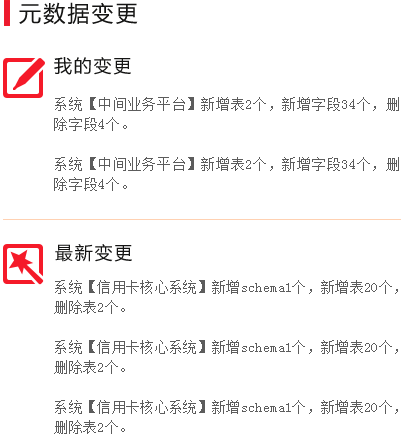 元数据变更
我的变更
系统【中间业务平台】新增表2个，新增字段34个，删
除字段4个。
系统【中间业务平台】新增表2个，新增字段34个，删
除字段4个。
最新变更
系统【信用卡核心系统】新增schema1个，新增表20个，
删除表2个。
系统【信用卡核心系统】新增schema1个，新增表20个，
删除表2个。
系统【信用卡核心系统】新增schema1个，新增表20个，
删除表2个。